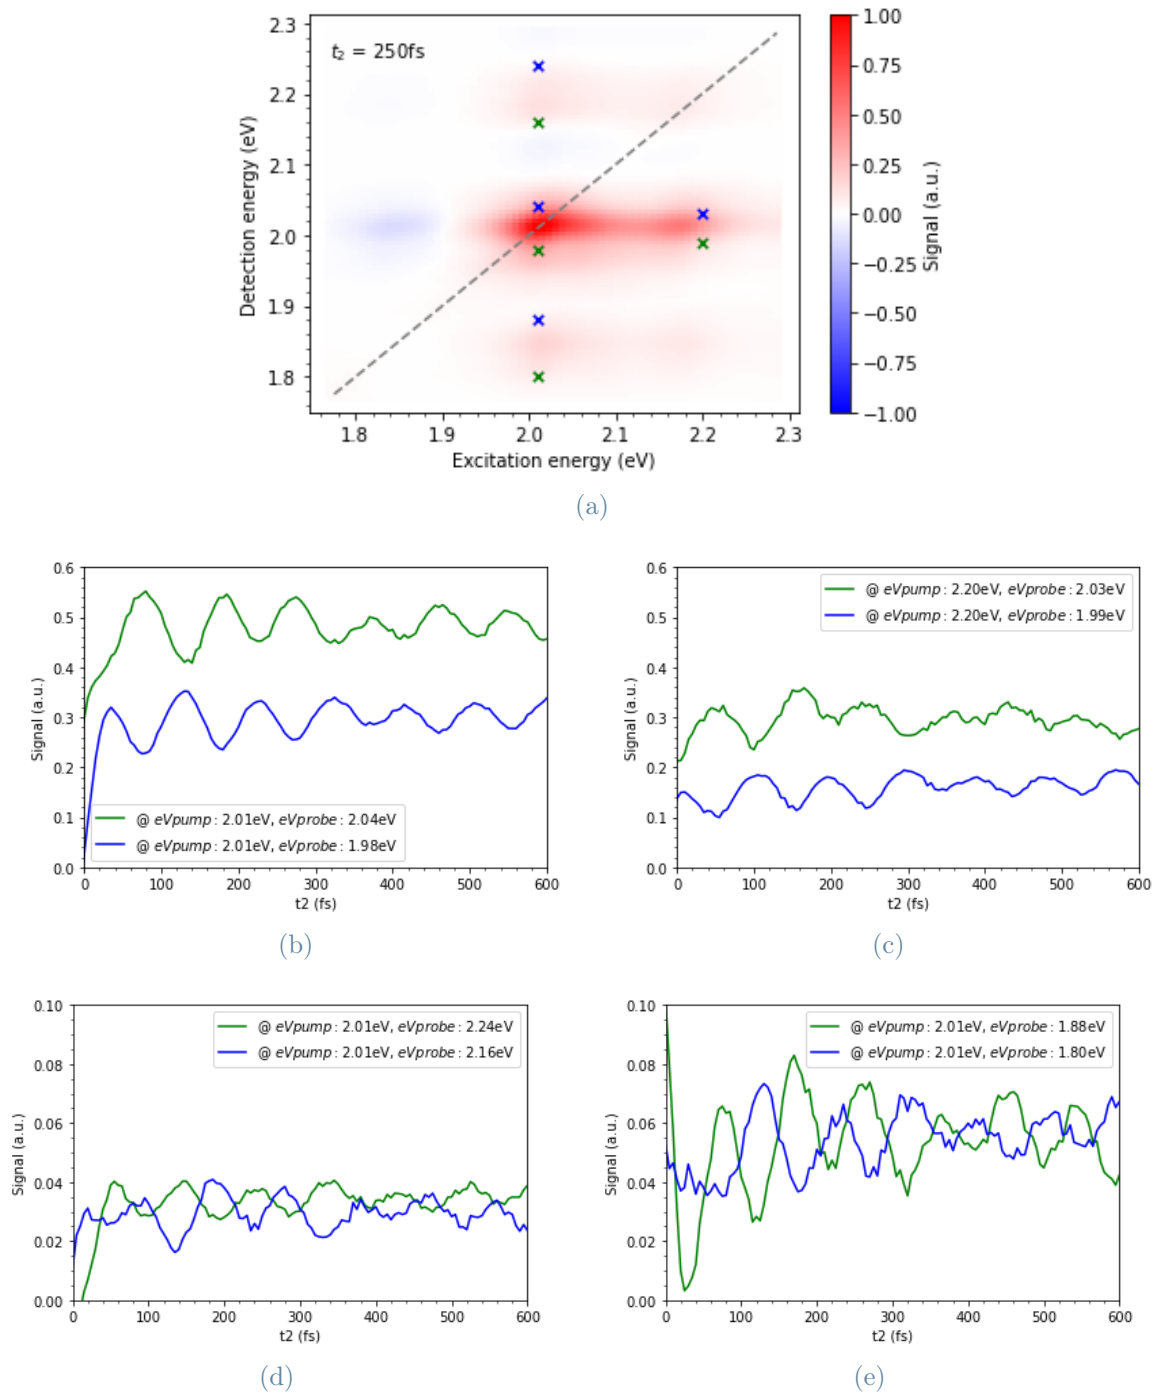 t2 = 250fs
2.3
2.2
2.1
2.0
1.9
1.8
Detection energy (eV)
1.8 1.9 2.0 2.1 2.2 2.3
Excitation energy (eV)
1.00
0.75
0.50
0.25
0.00
−0.25
−0.50
−0.75
−1.00
Signal (a.u.)
(a)
0.6
0.5
0.4
0.3
0.2
0.1
0.0
Signal (a.u.)
@ eVpump: 2.01eV, eVprobe: 2.04eV
@ eVpump: 2.01eV, eVprobe: 1.98eV
0 100 200 300 400 500 600
t2 (fs)
(b)
0.6
0.5
0.4
0.3
0.2
0.1
0.0
Signal (a.u.)
@ eVpump: 2.20eV, eVprobe: 2.03eV
@ eVpump: 2.20eV, eVprobe: 1.99eV
0 100 200 300 400 500 600
t2 (fs)
(c)
0.10
0.08
0.06
0.04
0.02
0.00
Signal (a.u.)
@ eVpump: 2.01eV, eVprobe: 2.24eV
@ eVpump: 2.01eV, eVprobe: 2.16eV
0 100 200 300 400 500 600
t2 (fs)
(d)
0.10
0.08
0.06
0.04
0.02
0.00
Signal (a.u.)
@ eVpump: 2.01eV, eVprobe: 1.88eV
@ eVpump: 2.01eV, eVprobe: 1.80eV
0 100 200 300 400 500 600
t2 (fs)
(e)